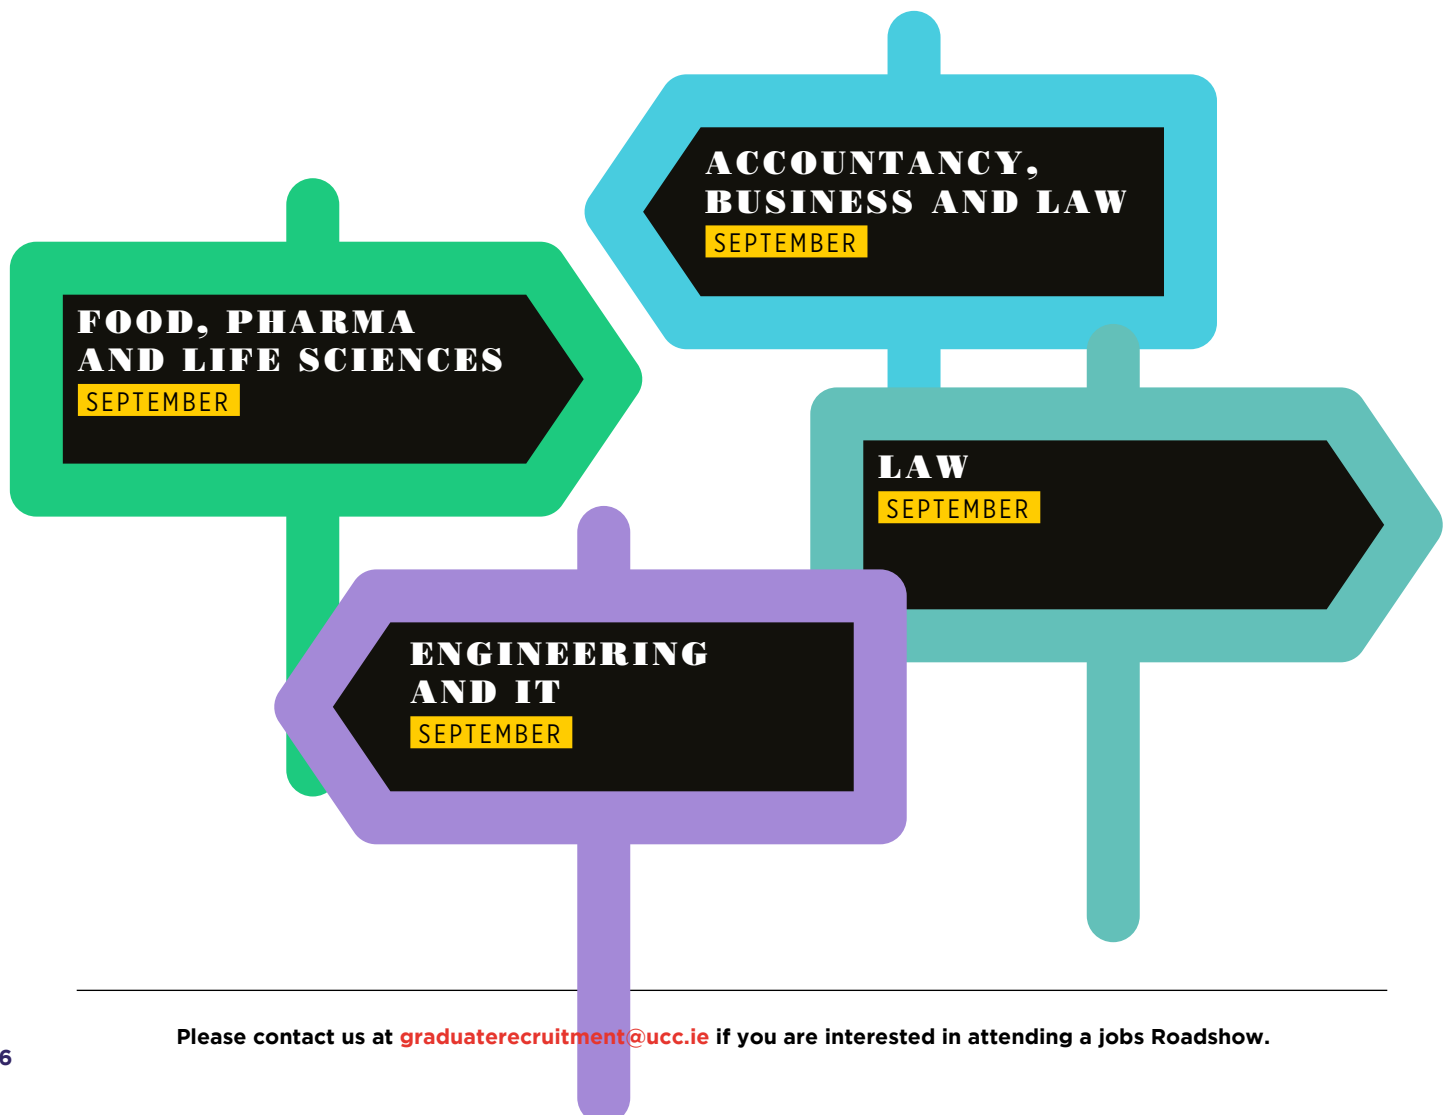 ACCOUNTANCY,
BUSINESS AND LAW
SEPTEMBER
FOOD, PHARMA
AND LIFE SCIENCES
SEPTEMBER
LAW
SEPTEMBER
ENGINEERING
AND IT
SEPTEMBER
Please contact us at graduaterecruitment@ucc.ie if you are interested in attending a jobs Roadshow.
6